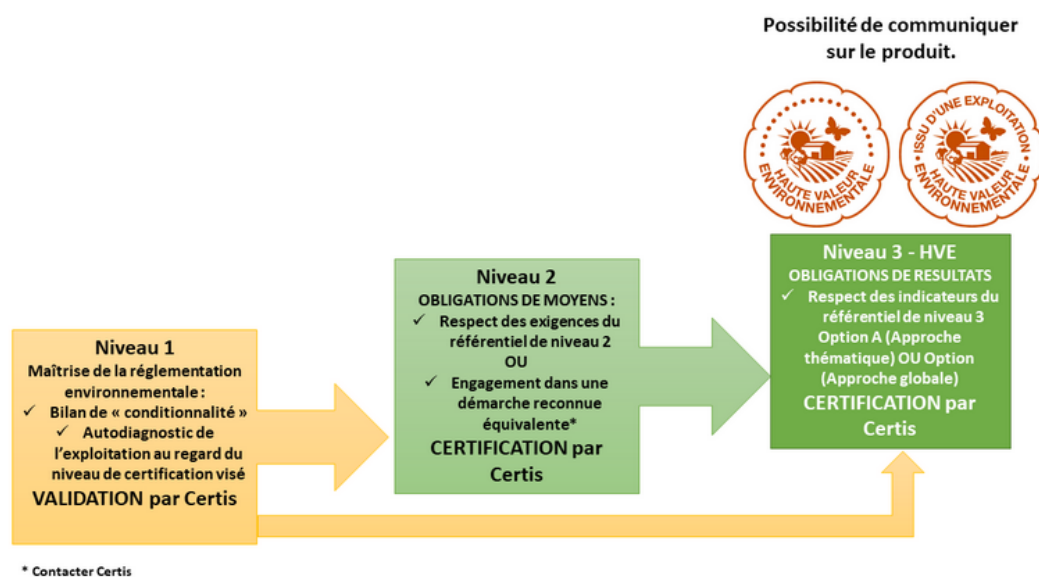 Possibilité de communiquer
sur le produit.
HAUTE VALEUR
ENVIRONNEMENTALE
• ISSU D'UNE EXPLOITATION •
HAUTE VALEUR
ENVIRONNEMENTALE
Niveau 1
Maîtrise de la réglementation
environnementale :
✓ Bilan de « conditionnalité »
✓ Autodiagnostic de
l'exploitation au regard du
niveau de certification visé
VALIDATION par Certis
Niveau 2
OBLIGATIONS DE MOYENS :
✓ Respect des exigences du
référentiel de niveau 2
OU
✓ Engagement dans une
démarche reconnue
équivalente*
CERTIFICATION par
Certis
Niveau 3 - HVE
OBLIGATIONS DE RESULTATS
✓ Respect des indicateurs du
référentiel de niveau 3
Option A (Approche
thématique) OU Option
(Approche globale)
CERTIFICATION par
Certis
* Contacter Certis